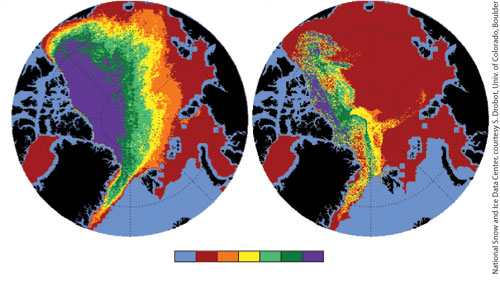 National Snow and Ice Data Center, courtesy S. Drobot, Univ. of Colorado, Boulder